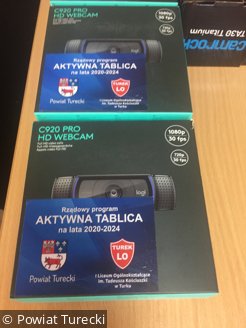 C920 PRO
HD WEBCAM
1080p
30 fps
720p
30 fps
Rządowy program
AKTYWNA TABLICA
na lata 2020-2024
TUREK
LO
Powiat Turecki
I Liceum Ogólnokształcące
im. Tadeusza Kościuszki
w Turku
camrock
TA30 Titanium
C920 PRO
HD WEBCAM
1080p
30 fps
720p
30 fps
logi
Rządowy program
AKTYWNA TABLICA
na lata 2020-2024
TUREK
LO
Powiat Turecki
I Liceum Ogólnokształcące
im. Tadeusza Kościuszki
w Turku
© Powiat Turecki